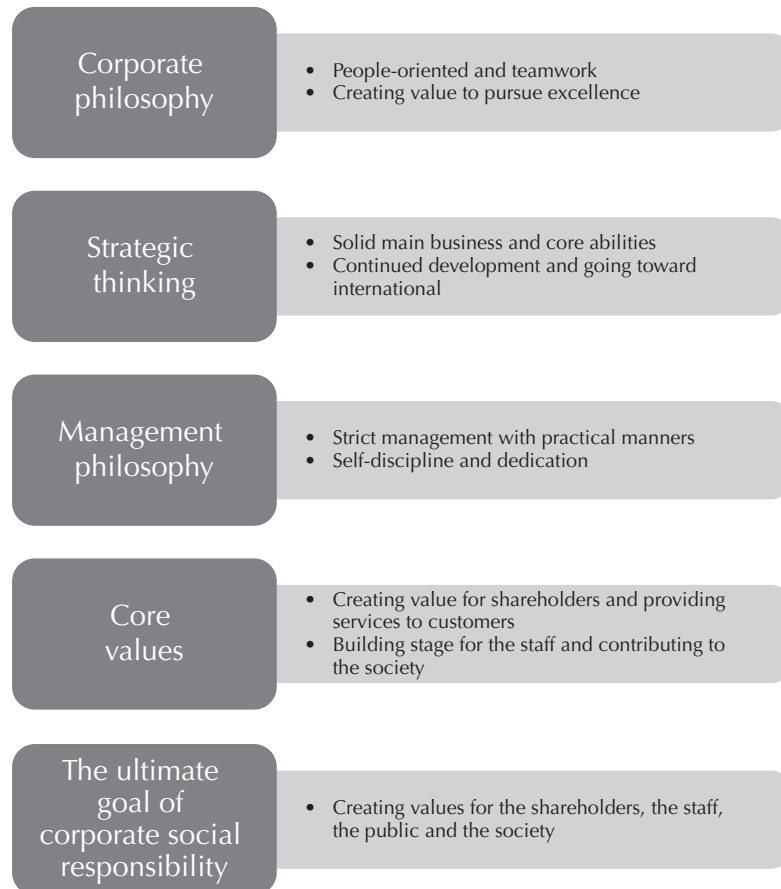 Corporate
philosophy
• People-oriented and teamwork
• Creating value to pursue excellence
Strategic
thinking
• Solid main business and core abilities
• Continued development and going toward
international
Management
philosophy
• Strict management with practical manners
• Self-discipline and dedication
Core
values
• Creating value for shareholders and providing
services to customers
• Building stage for the staff and contributing to
the society
The ultimate
goal of
corporate social
responsibility
• Creating values for the shareholders, the staff,
the public and the society